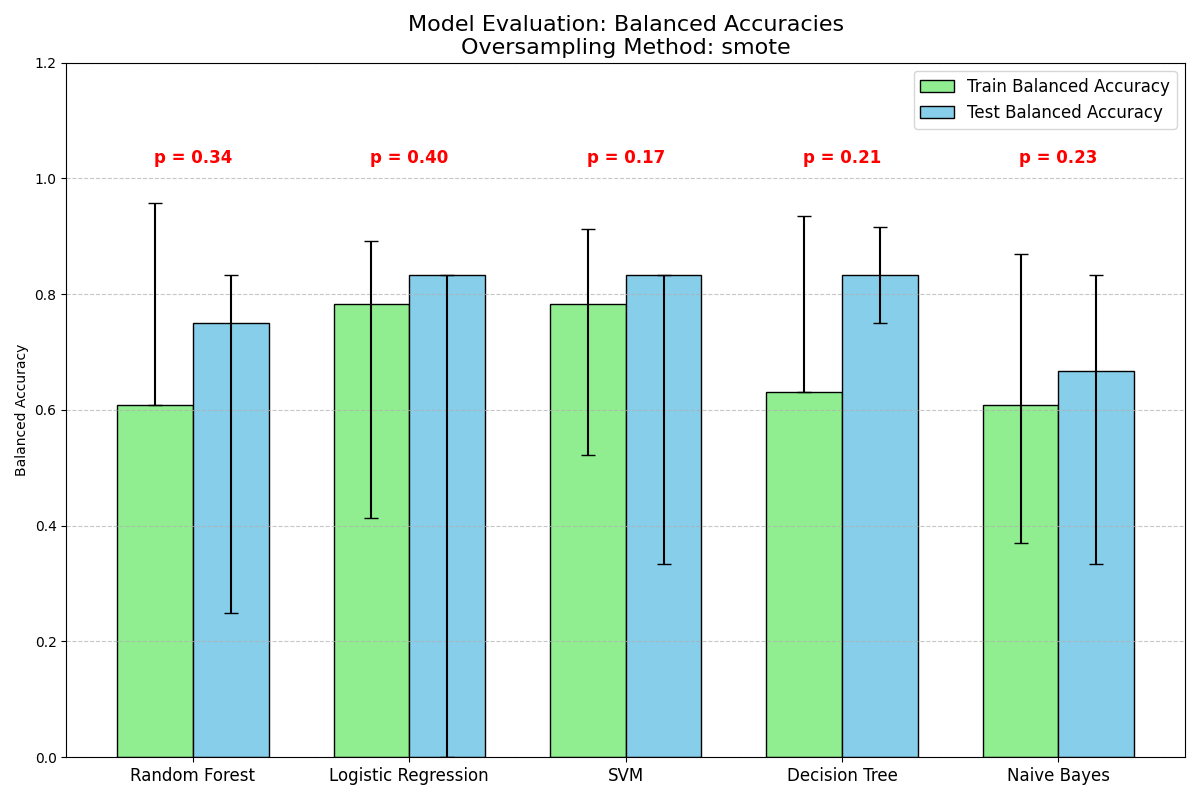 Model Evaluation: Balanced Accuracies
Oversampling Method: smote
Train Balanced Accuracy
Test Balanced Accuracy
p = 0.34
p = 0.40
p = 0.17
p = 0.21
p = 0.23
Balanced Accuracy
1.2
1.0
0.8
0.6
0.4
0.2
0.0
Random Forest
Logistic Regression
SVM
Decision Tree
Naive Bayes